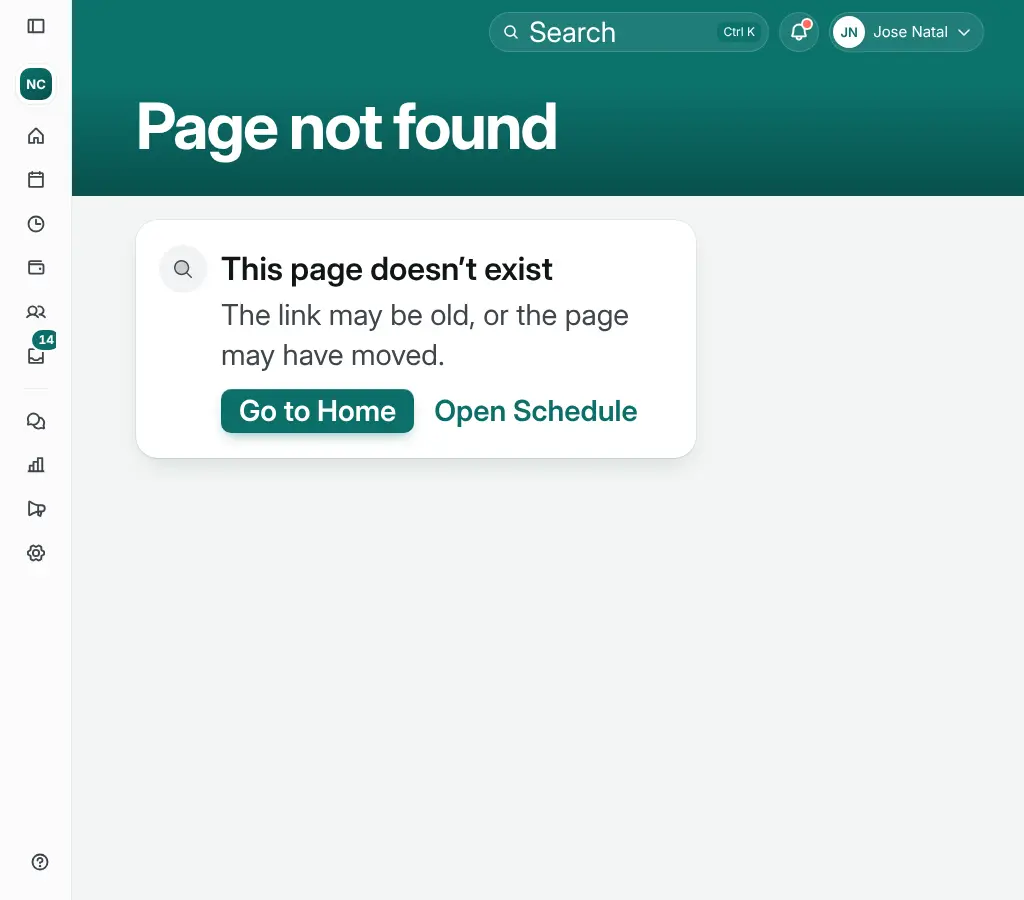 Search
Ctrl K
JN
Jose Natal
NC
Page not found
This page doesn’t exist
The link may be old, or the page
may have moved.
Go to Home
Open Schedule
14